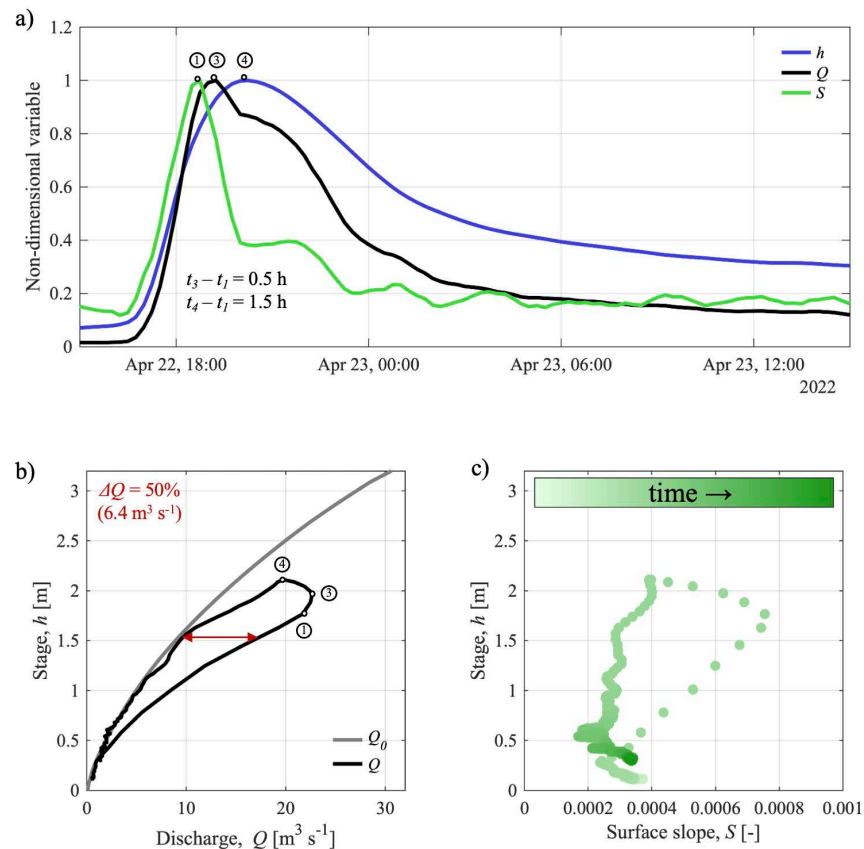 a)
1.2
1
0.8
0.6
0.4
0.2
0
Non-dimensional variable
① ③ ④
h
Q
S
t₃ – t₁ = 0.5 h
t₄ – t₁ = 1.5 h
Apr 22, 18:00 Apr 23, 00:00 Apr 23, 06:00 Apr 23, 12:00
2022
b)
ΔQ = 50%
(6.4 m³ s⁻¹)
3
2.5
2
1.5
1
0.5
0
Stage, h [m]
④
③
①
Q₀
Q
0 10 20 30
Discharge, Q [m³ s⁻¹]
c)
time →
3
2.5
2
1.5
1
0.5
0
Stage, h [m]
0 0.0002 0.0004 0.0006 0.0008 0.001
Surface slope, S [-]